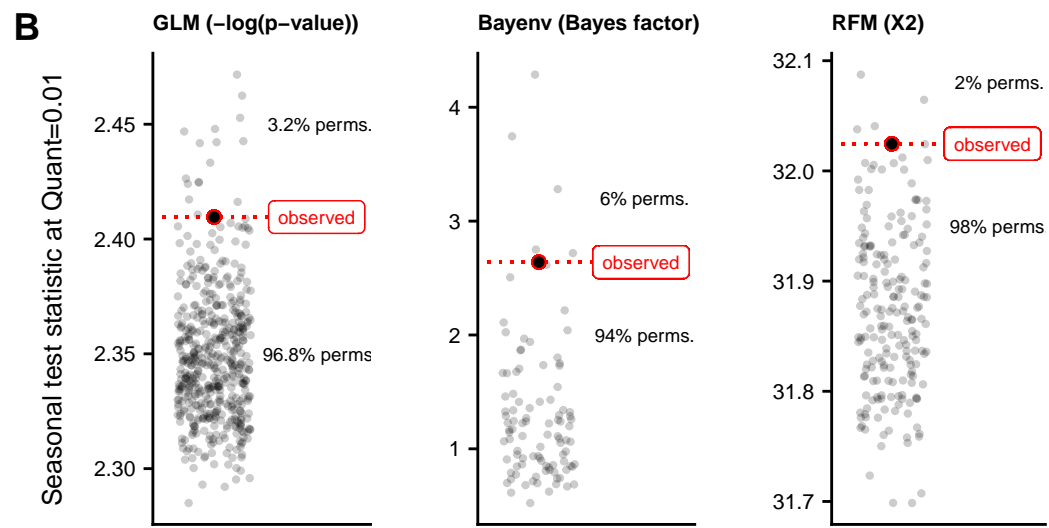 B
GLM (−log(p−value))
Bayenv (Bayes factor)
RFM (X2)
Seasonal test statistic at Quant=0.01
2.45
2.40
2.35
2.30
3.2% perms.
observed
96.8% perms
4
3
2
1
6% perms.
observed
94% perms.
32.1
32.0
31.9
31.8
31.7
2% perms.
observed
98% perms